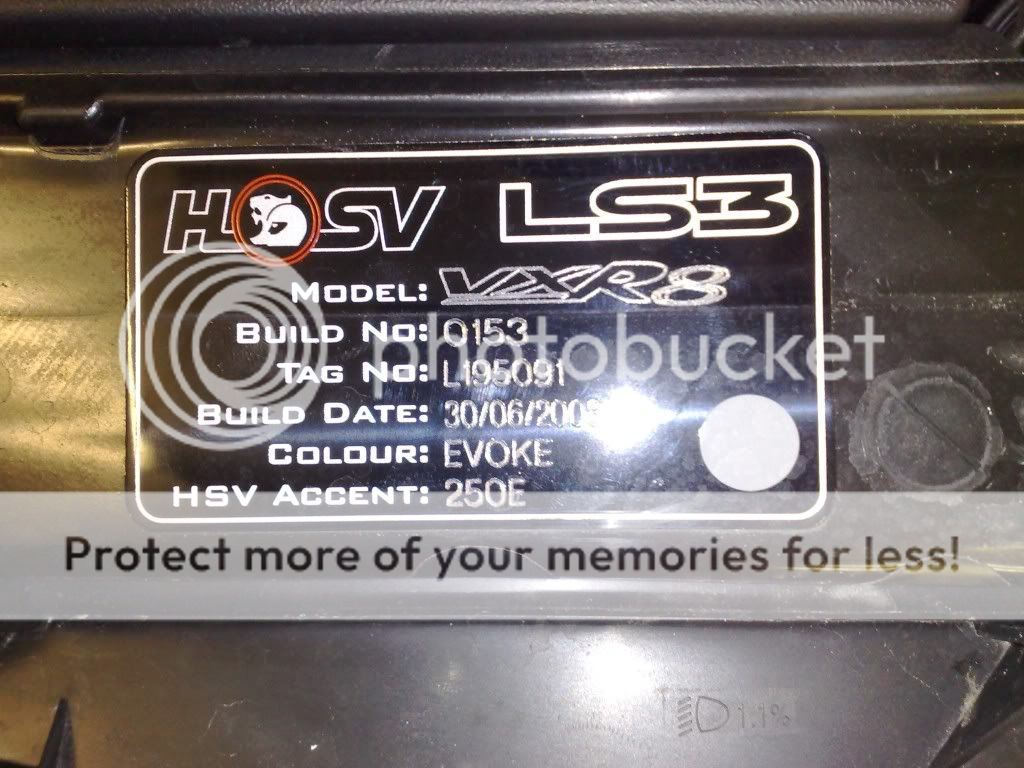 HSV LS3
MODEL: VXR8
BUILD NO: 0153
TAG NO: L195091
BUILD DATE: 30/06/200
COLOUR: EVOKE
HSV ACCENT: 250E
photobucket
Protect more of your memories for less!
1.1%